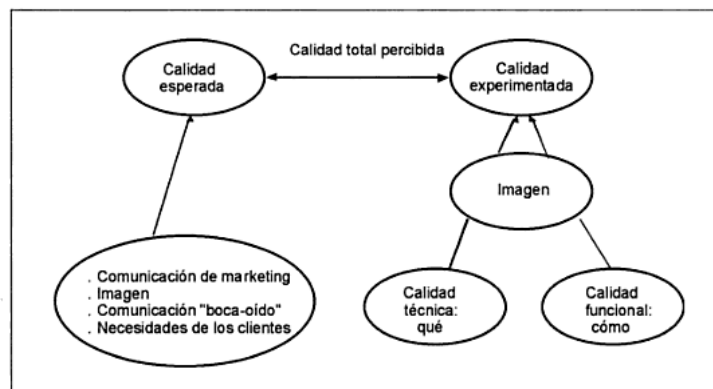 Calidad total percibida
Calidad
esperada
Calidad
experimentada
Imagen
. Comunicación de marketing
. Imagen
. Comunicación "boca-oído"
. Necesidades de los clientes
Calidad
técnica:
qué
Calidad
funcional:
cómo